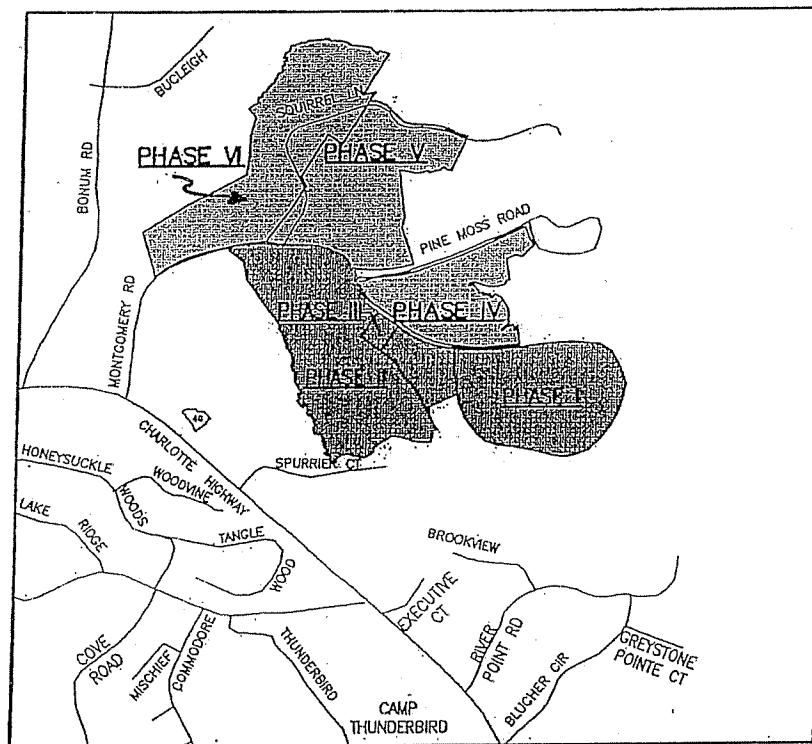 BUCLEIGH
BONUM RD
SQUIRREL LN
PHASE VI
PHASE V
PINE MOSS ROAD
MONTGOMERY RD
PHASE III
PHASE IV
PHASE II
PHASE I
49
CHARLOTTE HIGHWAY
HONEYSUCKLE
WOODS
WOODVINE
SPURRIER CT
LAKE
RIDGE
TANGLE
WOOD
BROOKVIEW
EXECUTIVE
CT
RIVER
POINT RD
GREYSTONE
POINTE CT
BLUCHER CIR
COVE
ROAD
MISCHIEF
COMMODORE
THUNDERBIRD
CAMP
THUNDERBIRD